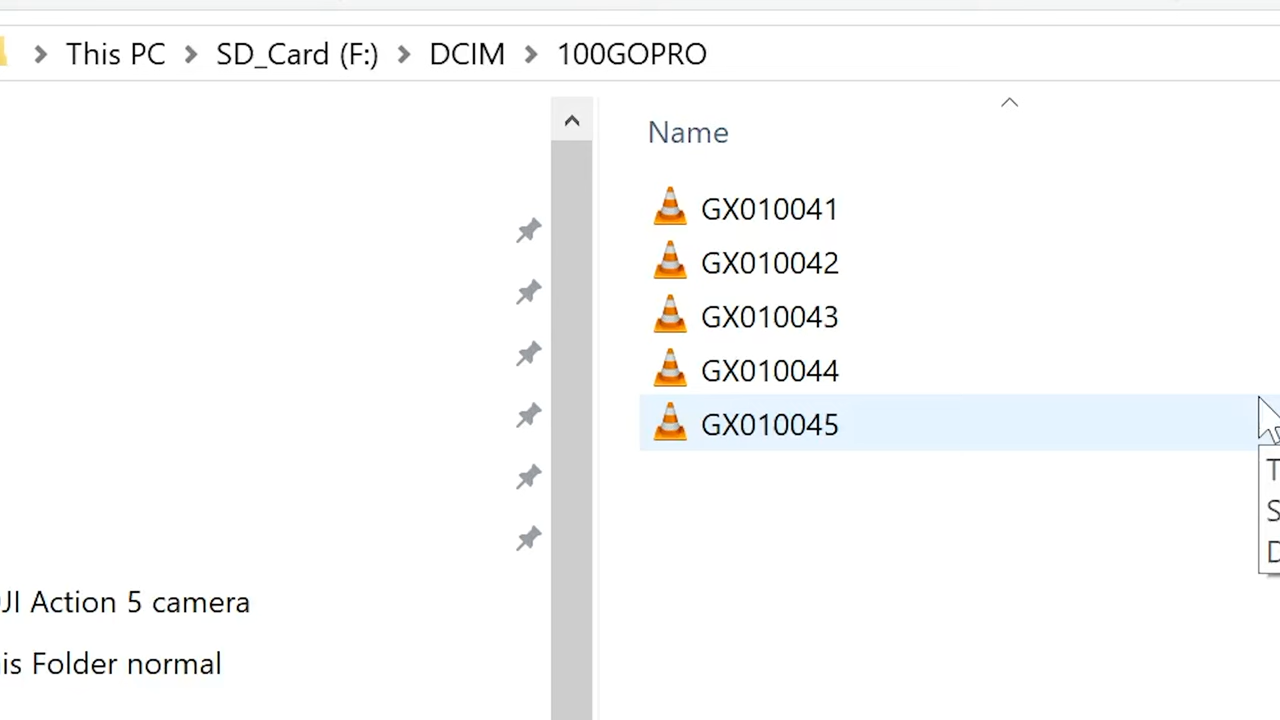 This PC > SD_Card (F:) > DCIM > 100GOPRO
Name
GX010041
GX010042
GX010043
GX010044
GX010045
T
S
D
JI Action 5 camera
is Folder normal